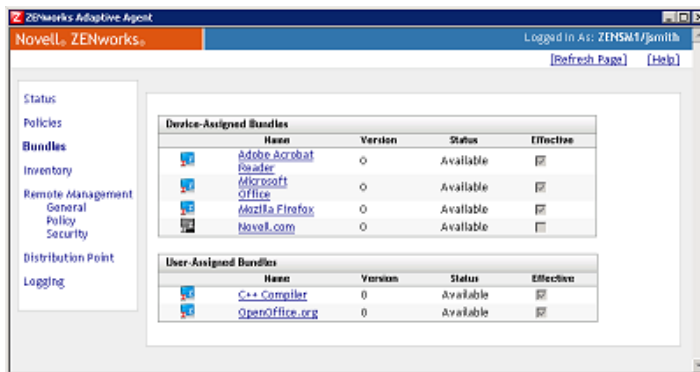 ZENworks Adaptive Agent
Novell® ZENworks®
Logged In As: ZENSM1/jsmith
[Refresh Page] [Help]
Status
Policies
Bundles
Inventory
Remote Management
General
Policy
Security
Distribution Point
Logging
Device-Assigned Bundles
Name Version Status Effective
Adobe Acrobat Reader 0 Available
Microsoft Office 0 Available
Mozilla Firefox 0 Available
Novell.com 0 Available
User-Assigned Bundles
Name Version Status Effective
C++ Compiler 0 Available
OpenOffice.org 0 Available